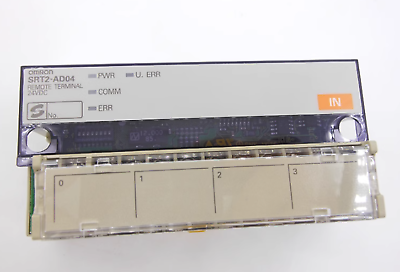 OMRON
SRT2-AD04
REMOTE TERMINAL
24VDC
PWR U. ERR
COMM
ERR
S No.
IN
0 1 2 3